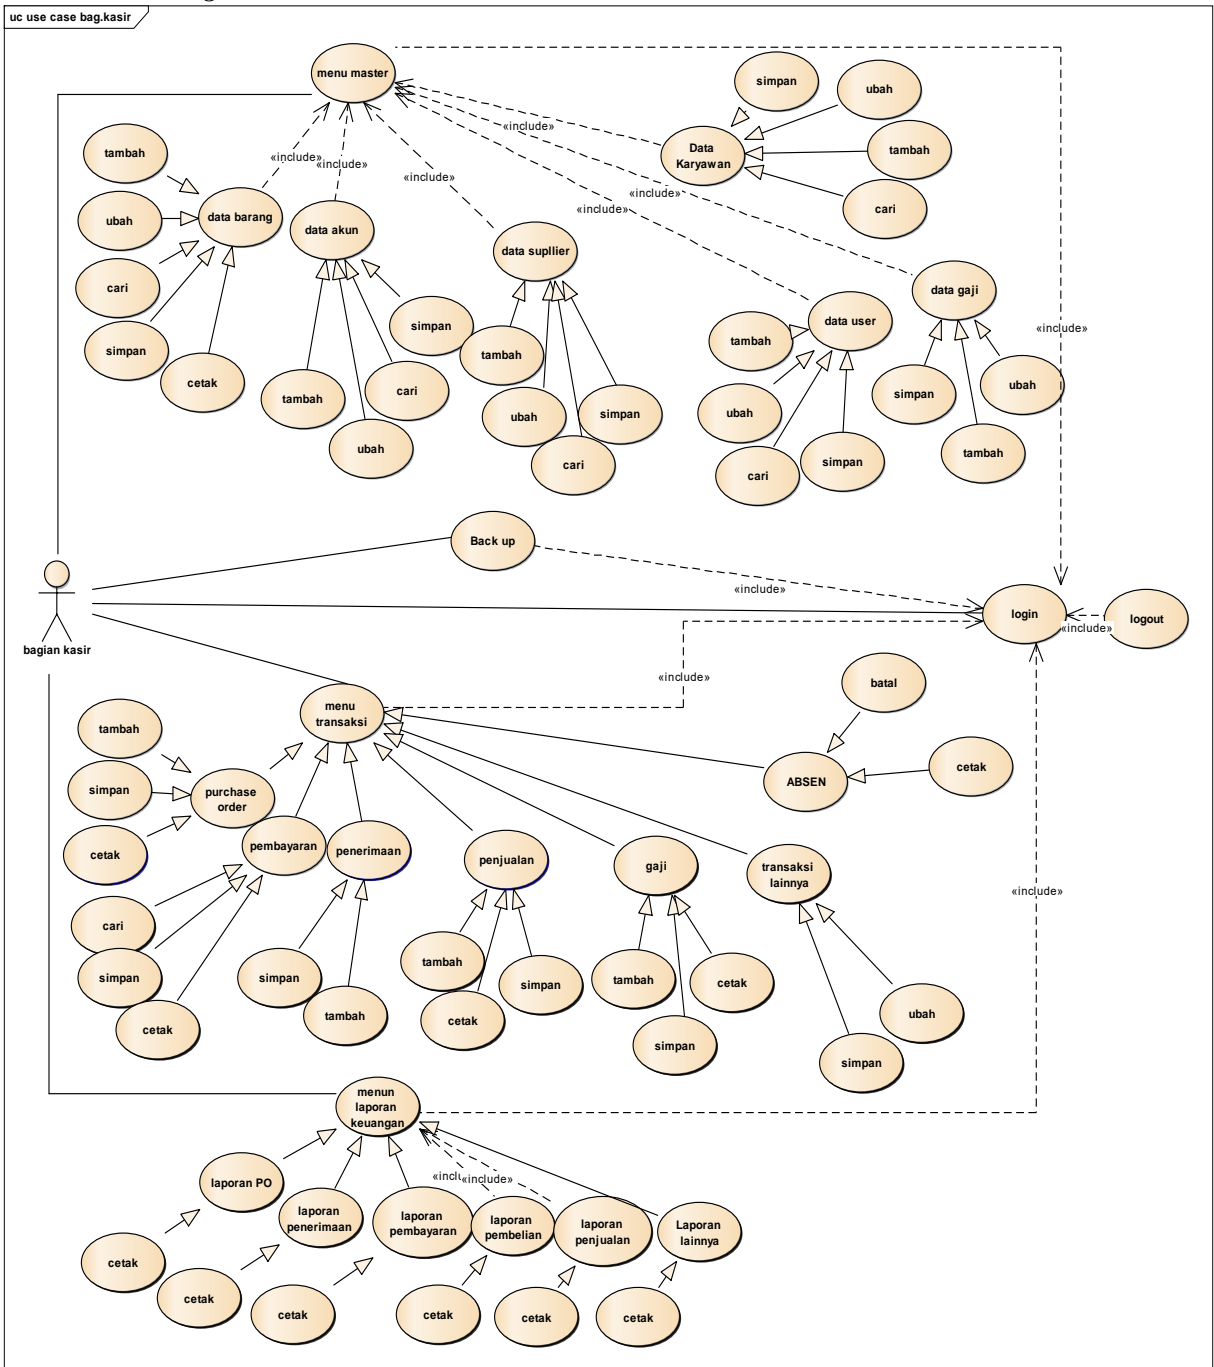 uc use case bag.kasir
menu master
simpan
ubah
tambah
cari
Data
Karyawan
«include»
«include»
«include»
«include»
«include»
«include»
tambah
ubah
cari
simpan
cetak
data barang
data akun
simpan
cari
tambah
ubah
data supllier
tambah
ubah
simpan
cari
data user
tambah
ubah
cari
simpan
data gaji
simpan
ubah
tambah
«include»
Back up
«include»
login
logout
«include»
bagian kasir
«include»
menu
transaksi
batal
ABSEN
cetak
tambah
simpan
cetak
purchase
order
pembayaran
penerimaan
penjualan
gaji
transaksi
lainnya
«include»
cari
simpan
cetak
simpan
tambah
tambah
cetak
simpan
tambah
cetak
simpan
ubah
simpan
menun
laporan
keuangan
«inclu
«include»
laporan PO
laporan
penerimaan
laporan
pembayaran
laporan
pembelian
laporan
penjualan
Laporan
lainnya
cetak
cetak
cetak
cetak
cetak
cetak